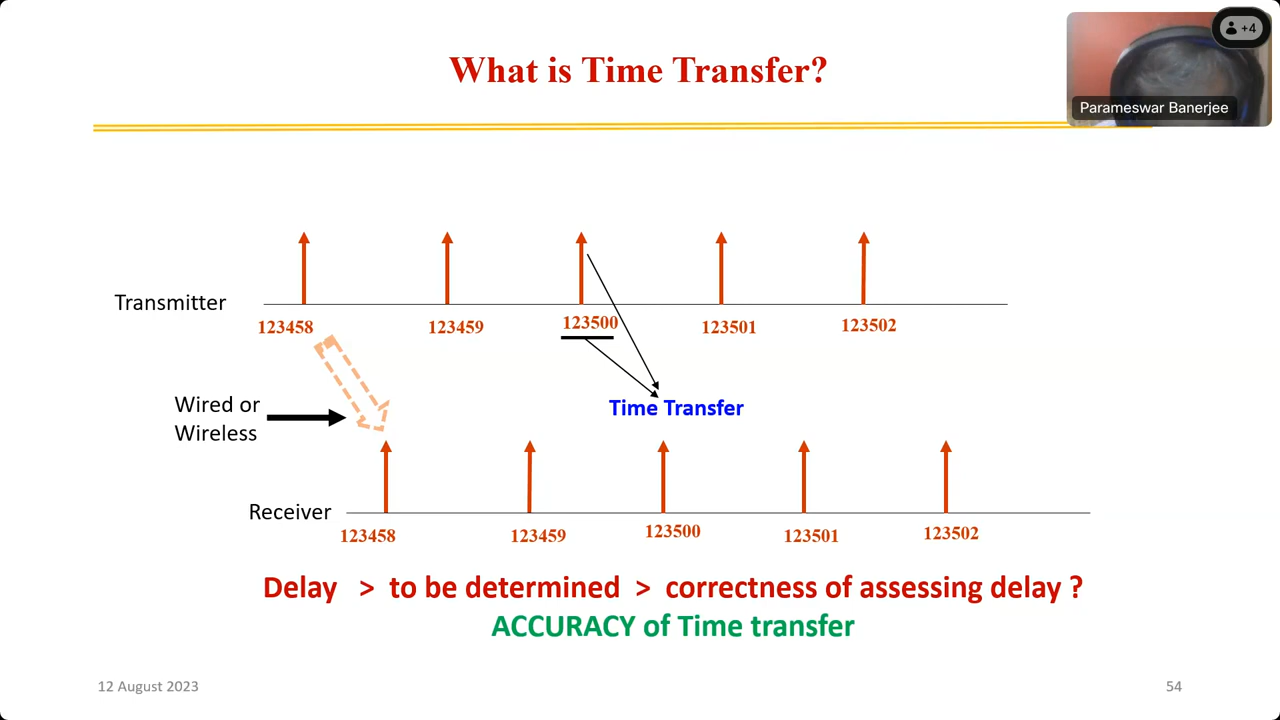 What is Time Transfer?
+4
Parameswar Banerjee
Transmitter
123458 123459 123500 123501 123502
Wired or
Wireless
Time Transfer
Receiver
123458 123459 123500 123501 123502
Delay > to be determined > correctness of assessing delay ?
ACCURACY of Time transfer
12 August 2023
54